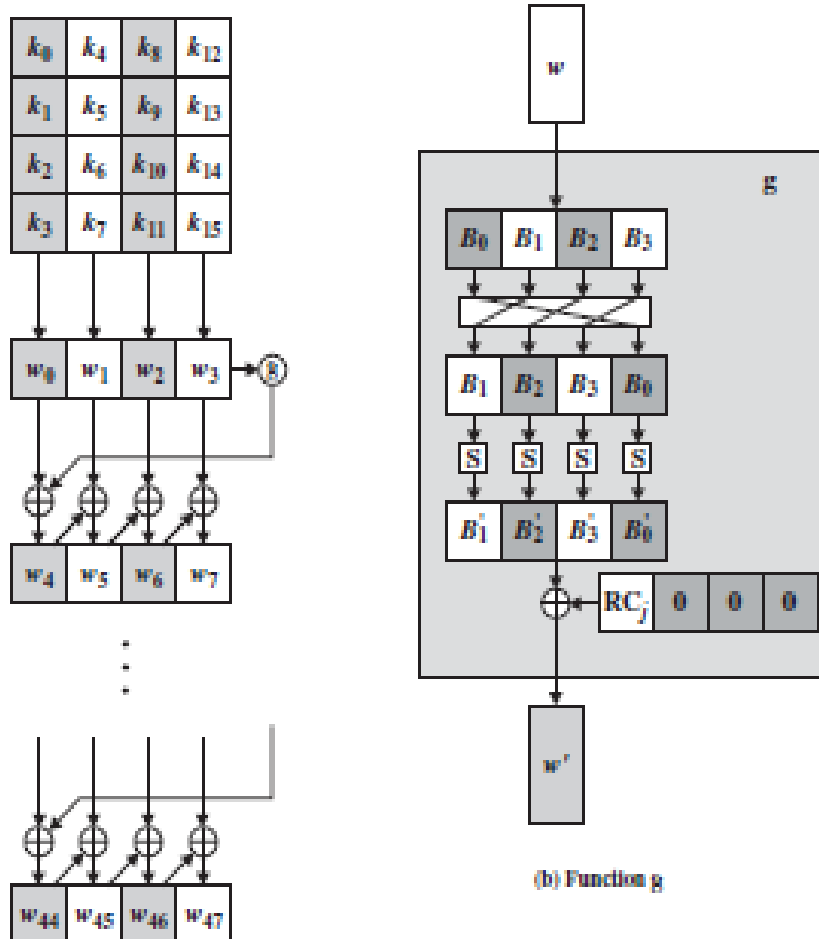 k0 k4 k8 k12
k1 k5 k9 k13
k2 k6 k10 k14
k3 k7 k11 k15
w0 w1 w2 w3 g
w4 w5 w6 w7
w44 w45 w46 w47
w
g
B0 B1 B2 B3
B1 B2 B3 B0
S S S S
B'1 B'2 B'3 B'0
RCj 0 0 0
w'
(b) Function g